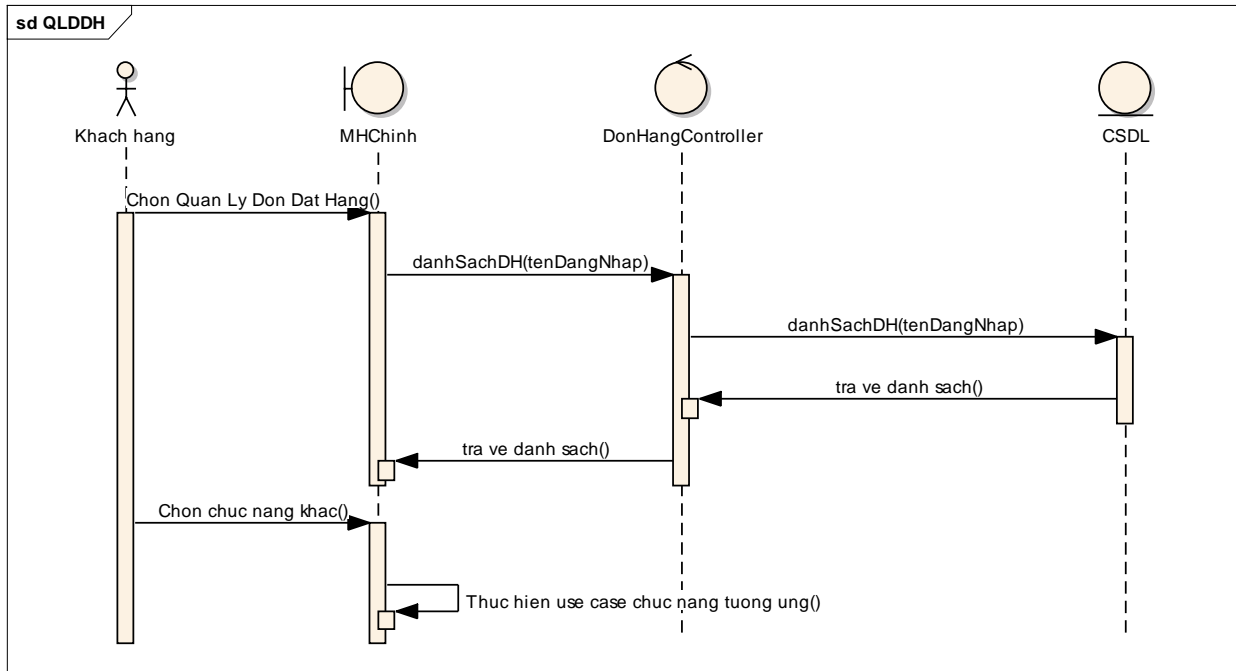 sd QLDDH
Khach hang
MHChinh
DonHangController
CSDL
Chon Quan Ly Don Dat Hang()
danhSachDH(tenDangNhap)
danhSachDH(tenDangNhap)
tra ve danh sach()
tra ve danh sach()
Chon chuc nang khac()
Thuc hien use case chuc nang tuong ung()